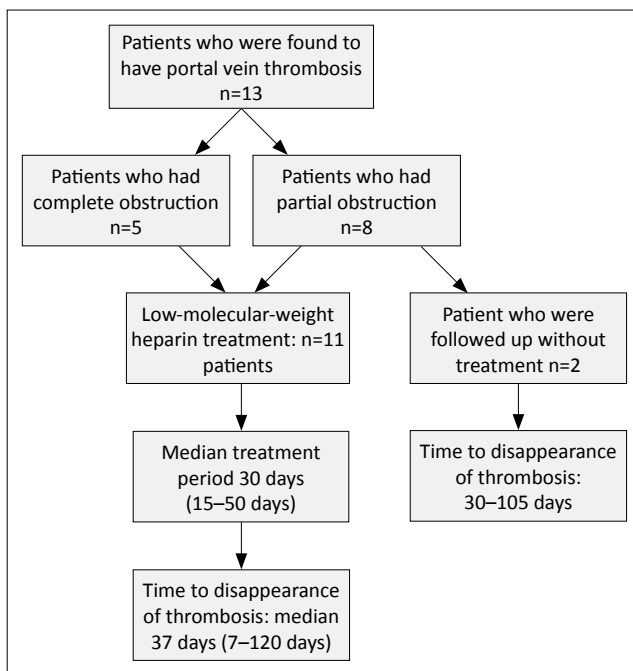 Patients who were found to
have portal vein thrombosis
n=13
Patients who had
complete obstruction
n=5
Patients who had
partial obstruction
n=8
Low-molecular-weight
heparin treatment: n=11
patients
Patient who were
followed up without
treatment n=2
Median treatment
period 30 days
(15–50 days)
Time to disappearance
of thrombosis:
30–105 days
Time to disappearance
of thrombosis: median
37 days (7–120 days)